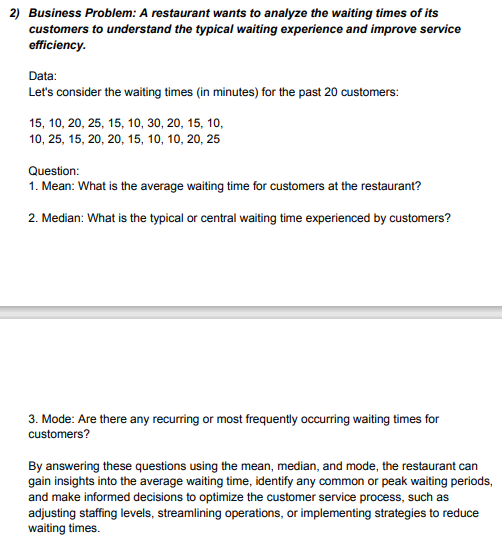 2) Business Problem: A restaurant wants to analyze the waiting times of its
customers to understand the typical waiting experience and improve service
efficiency.
Data:
Let's consider the waiting times (in minutes) for the past 20 customers:
15, 10, 20, 25, 15, 10, 30, 20, 15, 10,
10, 25, 15, 20, 20, 15, 10, 10, 20, 25
Question:
1. Mean: What is the average waiting time for customers at the restaurant?
2. Median: What is the typical or central waiting time experienced by customers?
3. Mode: Are there any recurring or most frequently occurring waiting times for
customers?
By answering these questions using the mean, median, and mode, the restaurant can
gain insights into the average waiting time, identify any common or peak waiting periods,
and make informed decisions to optimize the customer service process, such as
adjusting staffing levels, streamlining operations, or implementing strategies to reduce
waiting times.